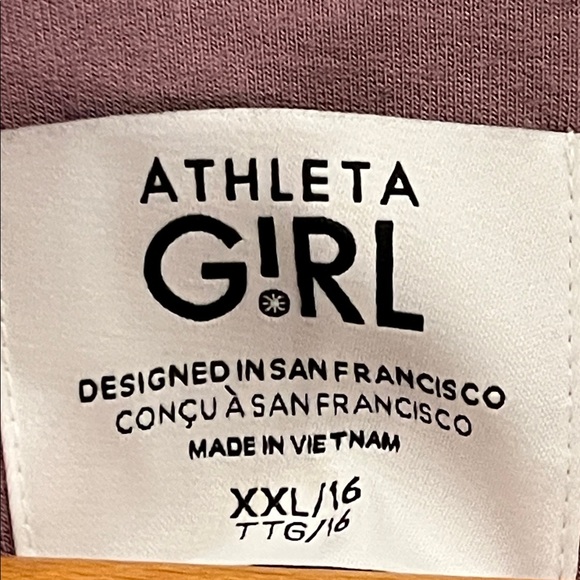 ATHLETA
G!RL
DESIGNED IN SAN FRANCISCO
CONÇU À SAN FRANCISCO
MADE IN VIETNAM
XXL/16
TTG/16